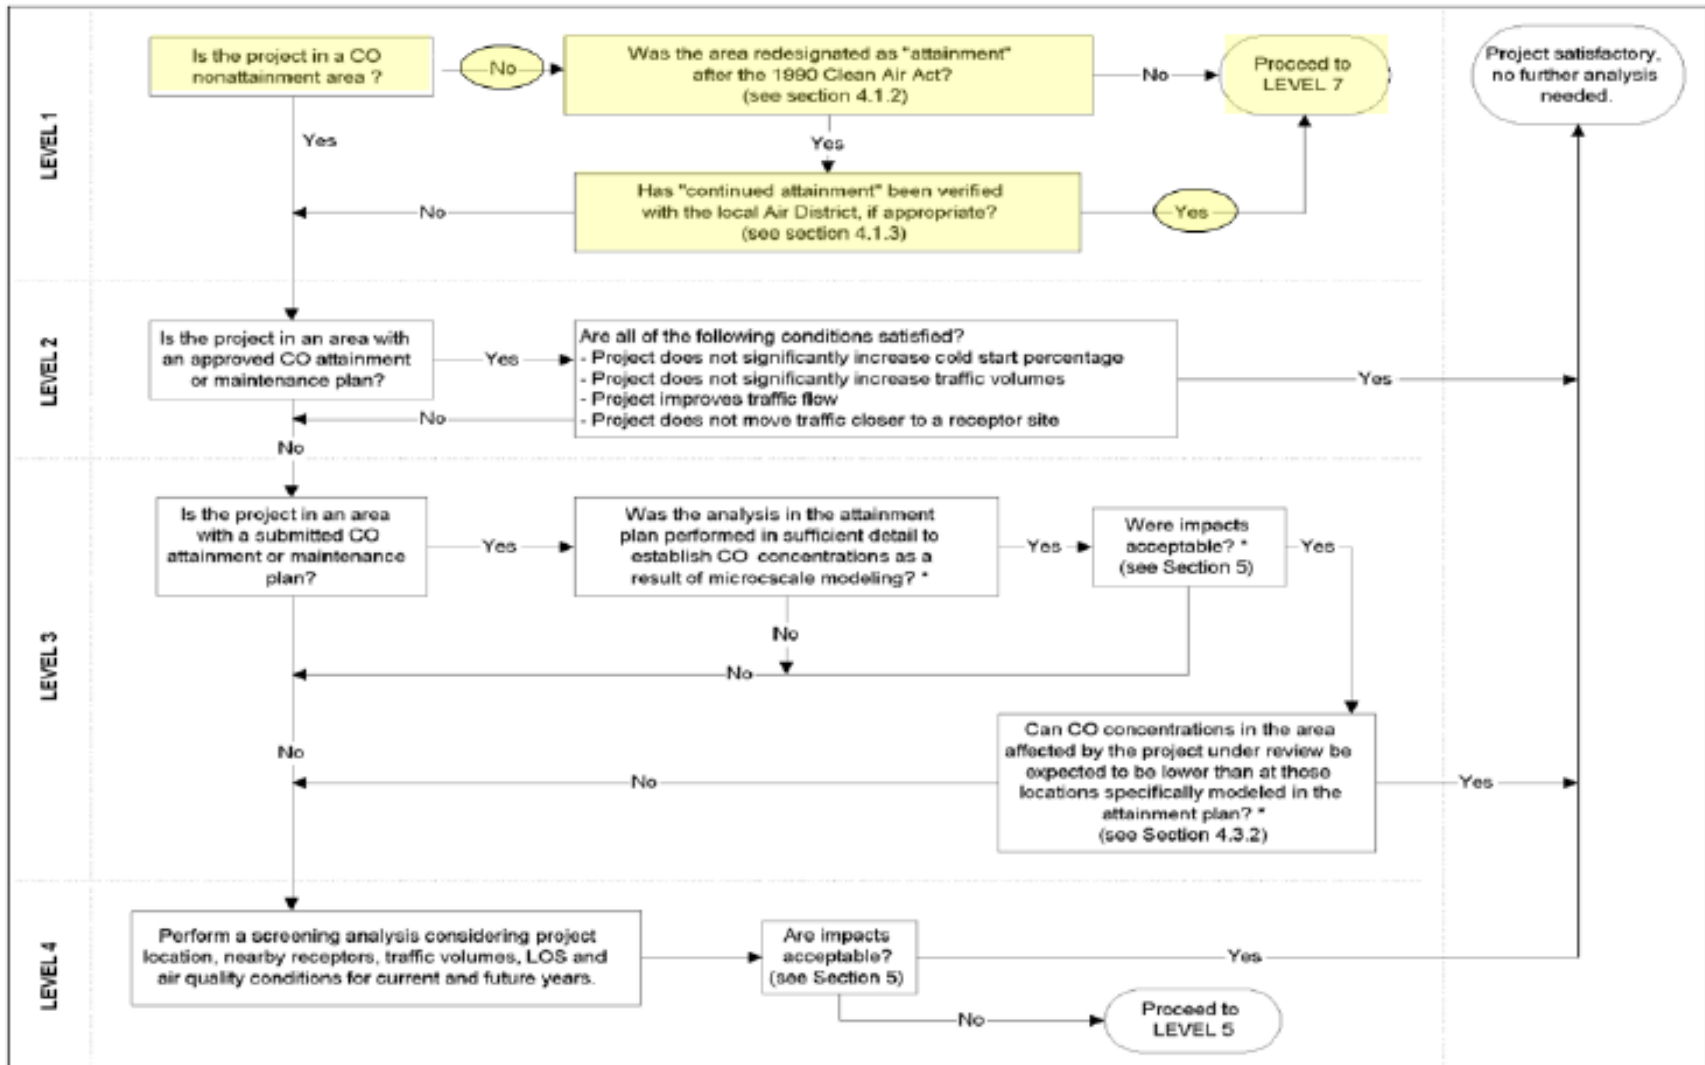 LEVEL 1
Is the project in a CO
nonattainment area ?
No
Was the area redesignated as "attainment"
after the 1990 Clean Air Act?
(see section 4.1.2)
No
Proceed to
LEVEL 7
Project satisfactory,
no further analysis
needed.
Yes
Yes
Has "continued attainment" been verified
with the local Air District, if appropriate?
(see section 4.1.3)
No
Yes
LEVEL 2
Is the project in an area with
an approved CO attainment
or maintenance plan?
Yes
Are all of the following conditions satisfied?
- Project does not significantly increase cold start percentage
- Project does not significantly increase traffic volumes
- Project improves traffic flow
- Project does not move traffic closer to a receptor site
Yes
No
No
LEVEL 3
Is the project in an area
with a submitted CO
attainment or maintenance
plan?
Yes
Was the analysis in the attainment
plan performed in sufficient detail to
establish CO concentrations as a
result of microcscale modeling? *
Yes
Were impacts
acceptable? *
(see Section 5)
Yes
No
No
No
Can CO concentrations in the area
affected by the project under review be
expected to be lower than at those
locations specifically modeled in the
attainment plan? *
(see Section 4.3.2)
No
Yes
LEVEL 4
Perform a screening analysis considering project
location, nearby receptors, traffic volumes, LOS and
air quality conditions for current and future years.
Are impacts
acceptable?
(see Section 5)
Yes
No
Proceed to
LEVEL 5